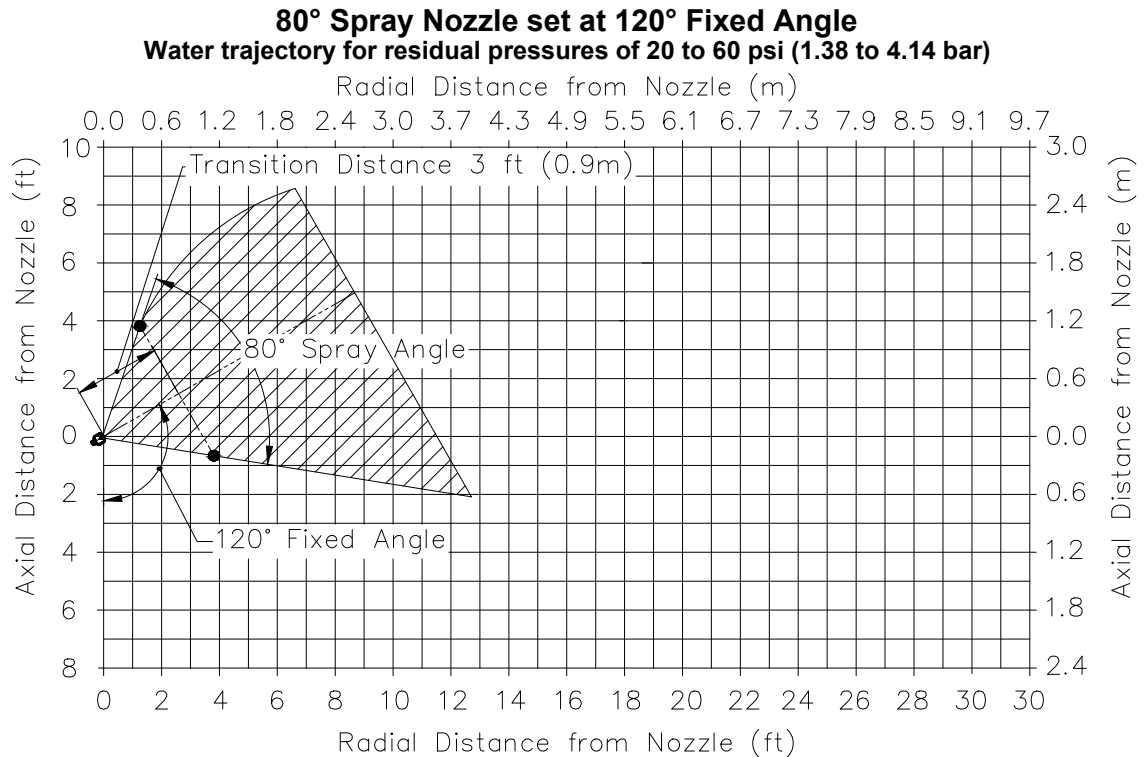 80° Spray Nozzle set at 120° Fixed Angle
Water trajectory for residual pressures of 20 to 60 psi (1.38 to 4.14 bar)
Radial Distance from Nozzle (m)
0.0 0.6 1.2 1.8 2.4 3.0 3.7 4.3 4.9 5.5 6.1 6.7 7.3 7.9 8.5 9.1 9.7
Axial Distance from Nozzle (ft)
10
8
6
4
2
0
2
4
6
8
Transition Distance 3 ft (0.9m)
80° Spray Angle
120° Fixed Angle
3.0
2.4
1.8
1.2
0.6
0.0
0.6
1.2
1.8
2.4
Axial Distance from Nozzle (m)
0 2 4 6 8 10 12 14 16 18 20 22 24 26 28 30 30
Radial Distance from Nozzle (ft)